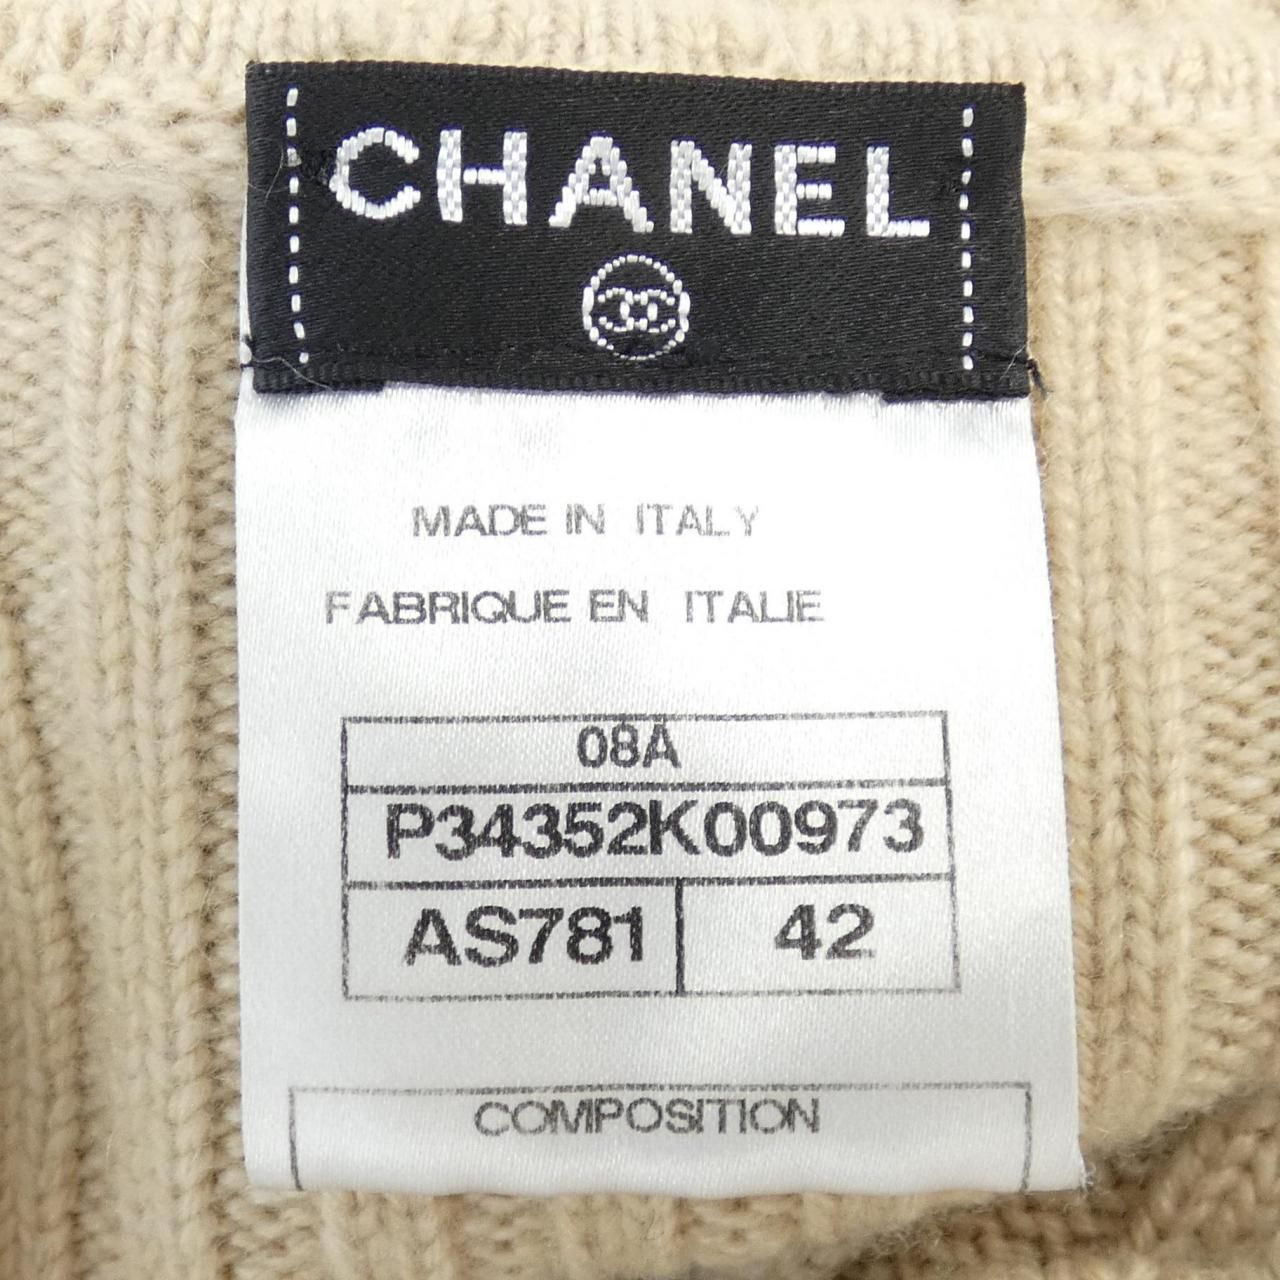 CHANEL
MADE IN ITALY
FABRIQUE EN ITALIE
08A
P34352K00973
AS781 42
COMPOSITION